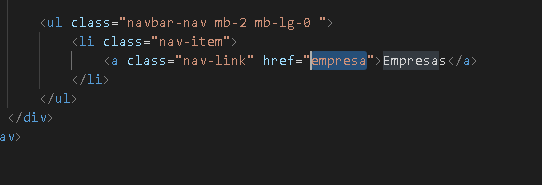 <ul class="navbar-nav mb-2 mb-lg-0 ">
<li class="nav-item">
<a class="nav-link" href="empresa">Empresas</a>
</li>
</ul>
</div>
av>